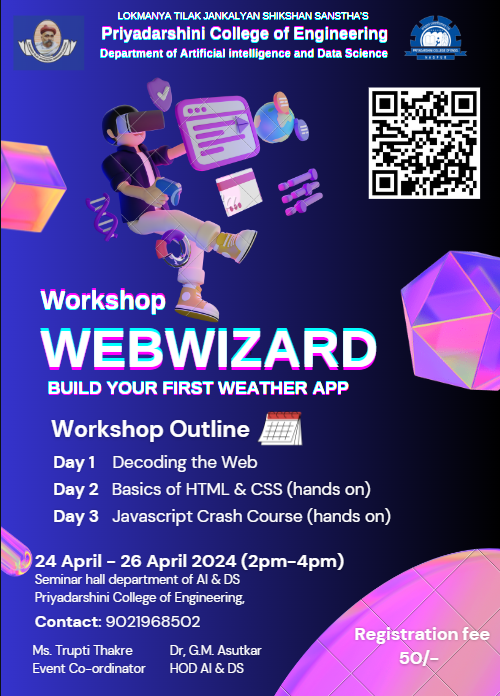 LOKMANYA TILAK JANKALYAN SHIKSHAN SANSTHA'S
Priyadarshini College of Engineering
Department of Artificial intelligence and Data Science
Workshop
WEBWIZARD
BUILD YOUR FIRST WEATHER APP
Workshop Outline
Day 1 Decoding the Web
Day 2 Basics of HTML & CSS (hands on)
Day 3 Javascript Crash Course (hands on)
24 April - 26 April 2024 (2pm-4pm)
Seminar hall department of AI & DS
Priyadarshini College of Engineering,
Contact: 9021968502
Ms. Trupti Thakre
Event Co-ordinator
Dr, G.M. Asutkar
HOD AI & DS
Registration fee
50/-